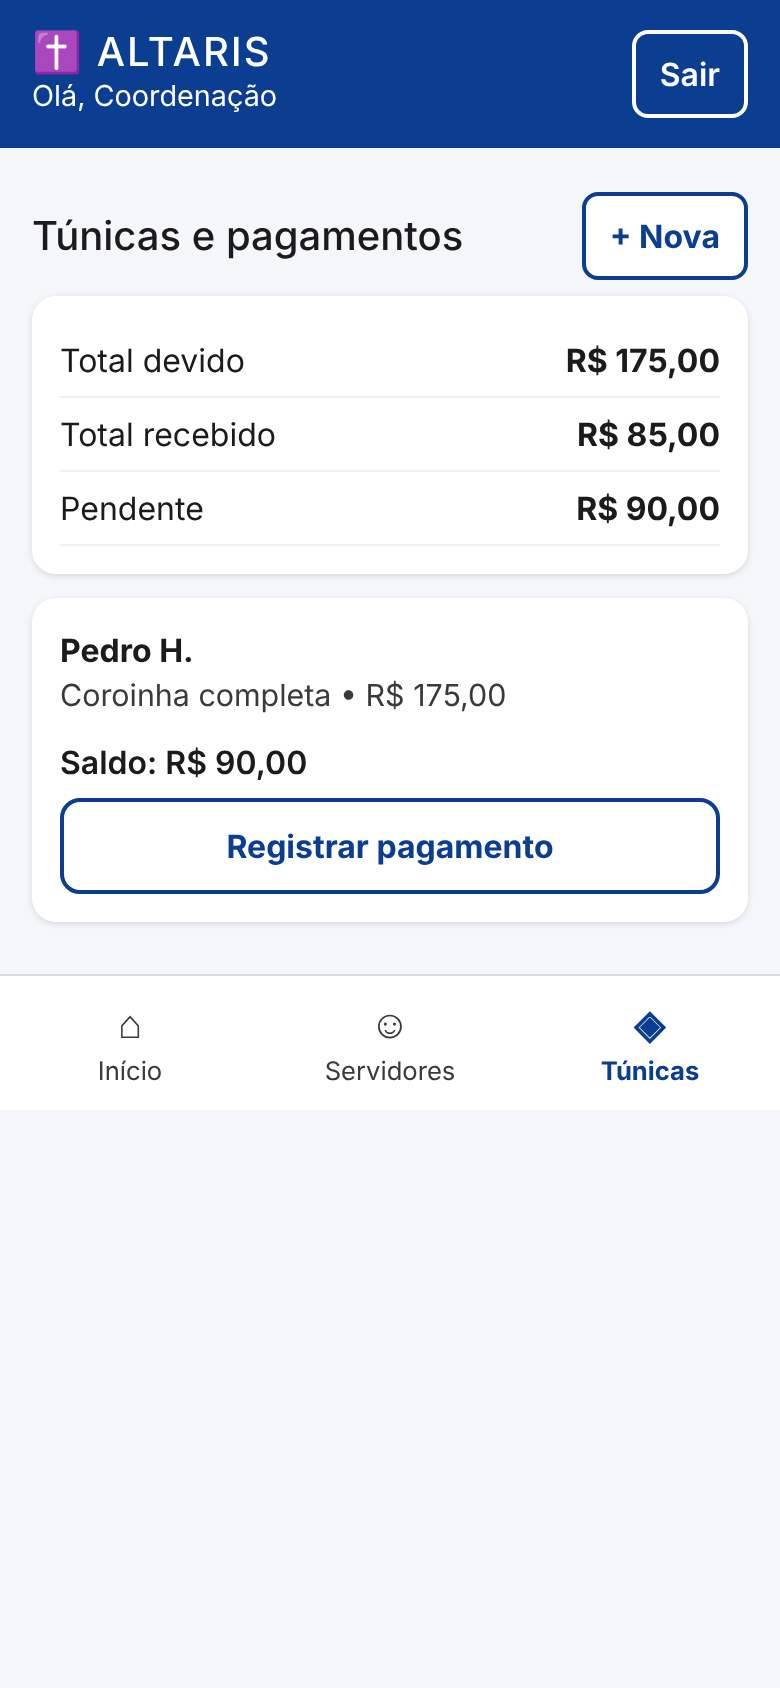 ✝️ ALTARIS
Olá, Coordenação
Sair
Túnicas e pagamentos
+ Nova
Total devido R$ 175,00
Total recebido R$ 85,00
Pendente R$ 90,00
Pedro H.
Coroinha completa • R$ 175,00
Saldo: R$ 90,00
Registrar pagamento
Início
Servidores
Túnicas